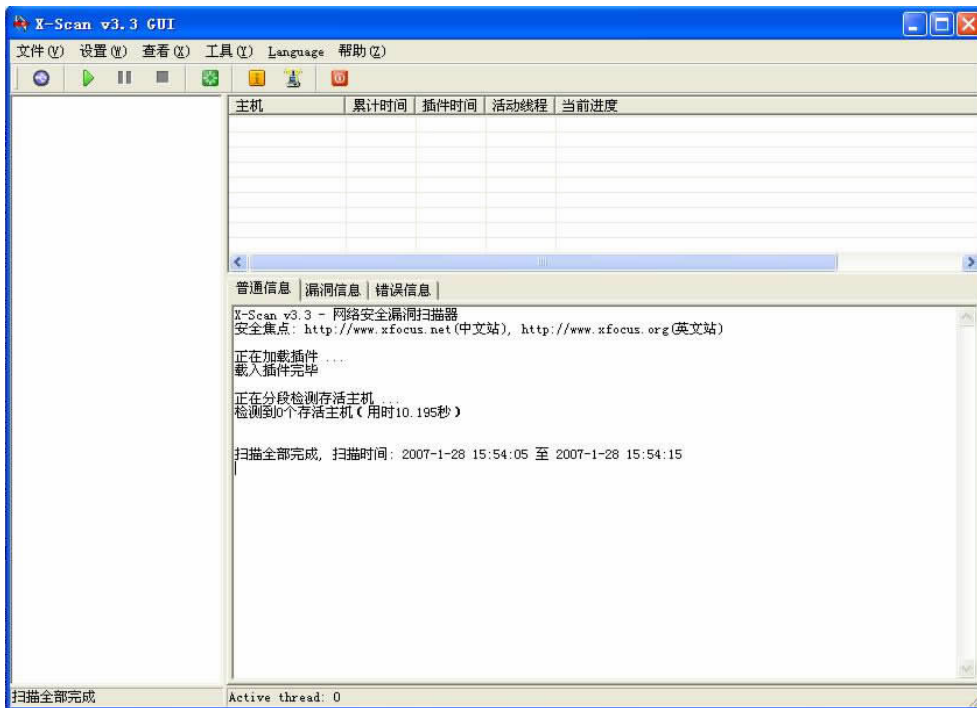 X-Scan v3.3 GUI
文件(V) 设置(W) 查看(X) 工具(Y) Language 帮助(Z)
主机 累计时间 插件时间 活动线程 当前进度
普通信息 漏洞信息 错误信息
X-Scan v3.3 - 网络安全漏洞扫描器
安全焦点: http://www.xfocus.net(中文站), http://www.xfocus.org(英文站)
正在加载插件 ...
载入插件完毕
正在分段检测存活主机 ...
检测到0个存活主机(用时10.195秒)
扫描全部完成, 扫描时间: 2007-1-28 15:54:05 至 2007-1-28 15:54:15
扫描全部完成 Active thread: 0